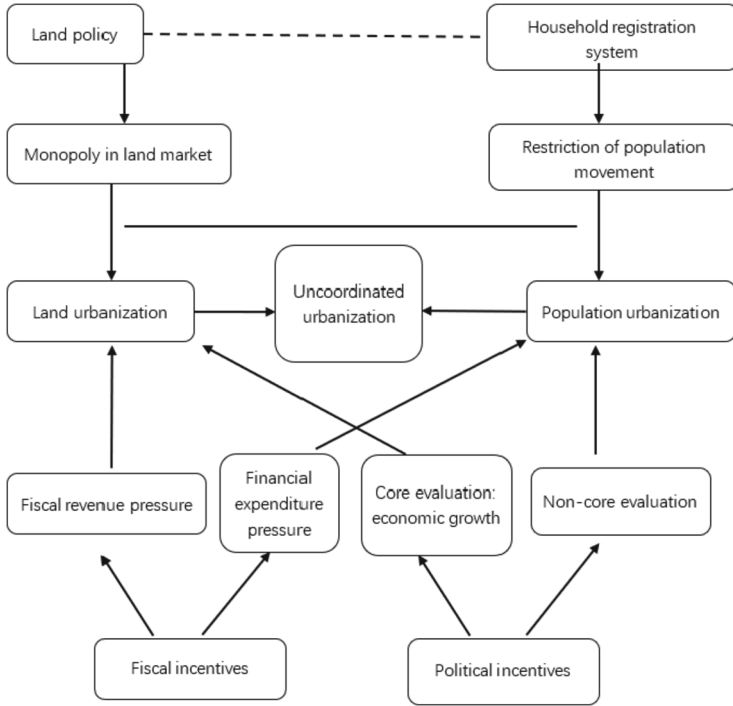 Land policy
Household registration
system
Monopoly in land market
Restriction of population
movement
Land urbanization
Uncoordinated
urbanization
Population urbanization
Fiscal revenue pressure
Financial
expenditure
pressure
Core evaluation:
economic growth
Non-core evaluation
Fiscal incentives
Political incentives